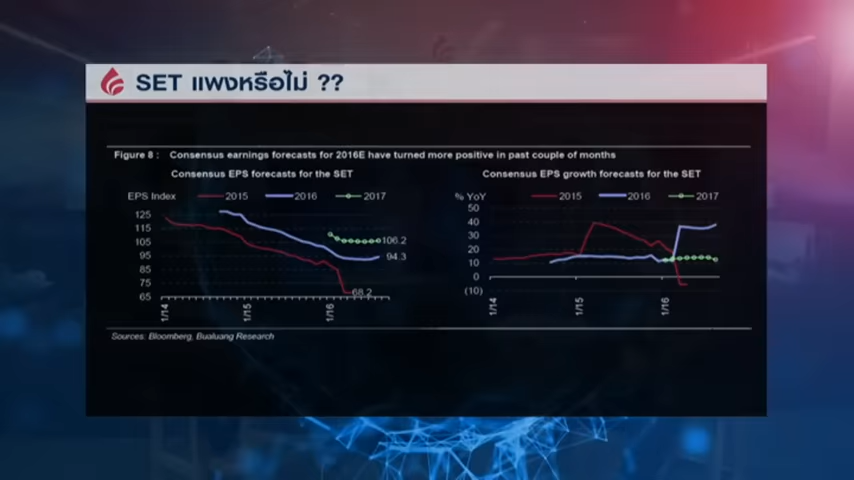 SET แพงหรือไม่ ??
Figure 8 : Consensus earnings forecasts for 2016E have turned more positive in past couple of months
Consensus EPS forecasts for the SET
EPS Index 2015 2016 2017
125
115
105
95
85
75
65
106.2
94.3
68.2
1/14 1/15 1/16
Consensus EPS growth forecasts for the SET
% YoY 2015 2016 2017
50
40
30
20
10
0
(10)
1/14 1/15 1/16
Sources: Bloomberg, Bualuang Research